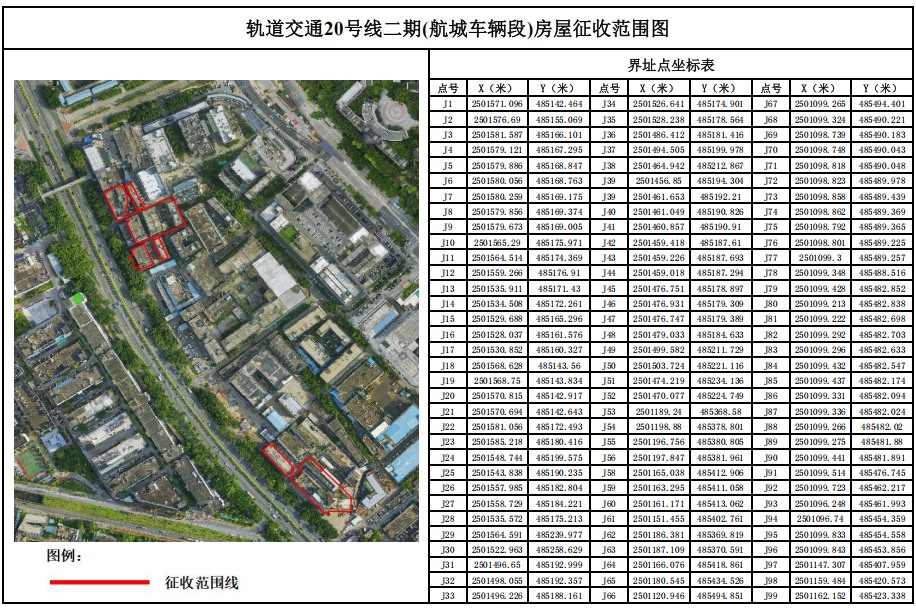 轨道交通20号线二期(航城车辆段)房屋征收范围图
界址点坐标表
点号 X（米） Y（米） 点号 X（米） Y（米） 点号 X（米） Y（米）
J1 2501571.096 485142.464 J34 2501526.641 485174.901 J67 2501099.265 485494.401
J2 2501576.69 485155.069 J35 2501528.238 485178.564 J68 2501099.324 485490.221
J3 2501581.587 485166.101 J36 2501486.412 485181.416 J69 2501098.739 485490.183
J4 2501579.121 485167.295 J37 2501494.505 485199.978 J70 2501098.748 485490.043
J5 2501579.886 485168.847 J38 2501464.942 485212.867 J71 2501098.818 485490.048
J6 2501580.056 485168.763 J39 2501456.85 485194.304 J72 2501098.823 485489.978
J7 2501580.259 485169.175 J39 2501461.653 485192.21 J73 2501098.858 485489.439
J8 2501579.856 485169.374 J40 2501461.049 485190.826 J74 2501098.862 485489.369
J9 2501579.673 485169.005 J41 2501460.857 485190.91 J75 2501098.792 485489.365
J10 2501565.29 485175.971 J42 2501459.418 485187.61 J76 2501098.801 485489.225
J11 2501564.514 485174.369 J43 2501459.226 485187.693 J77 2501099.3 485489.257
J12 2501559.266 485176.91 J44 2501459.018 485187.294 J78 2501099.348 485488.516
J13 2501535.911 485171.43 J45 2501476.751 485178.897 J79 2501099.428 485482.852
J14 2501534.508 485172.261 J46 2501476.931 485179.309 J80 2501099.213 485482.838
J15 2501529.688 485165.296 J47 2501476.747 485179.389 J81 2501099.222 485482.698
J16 2501528.037 485161.576 J48 2501479.033 485184.633 J82 2501099.292 485482.703
J17 2501530.852 485160.327 J49 2501499.582 485211.729 J83 2501099.296 485482.633
J18 2501568.628 485143.56 J50 2501503.724 485221.116 J84 2501099.432 485482.547
J19 2501568.75 485143.834 J51 2501474.219 485234.136 J85 2501099.437 485482.174
J20 2501570.815 485142.917 J52 2501470.077 485224.749 J86 2501099.331 485482.094
J21 2501570.694 485142.643 J53 2501189.24 485368.58 J87 2501099.336 485482.024
J22 2501581.056 485172.493 J54 2501198.88 485378.801 J88 2501099.266 485482.02
J23 2501585.218 485180.416 J55 2501196.756 485380.805 J89 2501099.275 485481.88
J24 2501548.744 485199.575 J56 2501197.847 485381.961 J90 2501099.441 485481.891
J25 2501543.838 485190.235 J58 2501165.038 485412.906 J91 2501099.514 485476.745
J26 2501557.985 485182.804 J59 2501163.295 485411.058 J92 2501099.723 485462.217
J27 2501558.729 485184.221 J60 2501161.171 485413.062 J93 2501096.248 485461.993
J28 2501535.572 485175.213 J61 2501151.455 485402.761 J94 2501096.74 485454.359
J29 2501564.591 485239.977 J62 2501186.381 485369.819 J95 2501099.833 485454.558
J30 2501522.963 485258.629 J63 2501187.109 485370.591 J96 2501099.843 485453.856
J31 2501496.65 485192.999 J64 2501166.076 485418.861 J97 2501147.307 485407.959
J32 2501498.055 485192.357 J65 2501180.545 485434.526 J98 2501159.484 485420.573
J33 2501496.226 485188.161 J66 2501120.946 485494.851 J99 2501162.152 485423.338
图例：
征收范围线